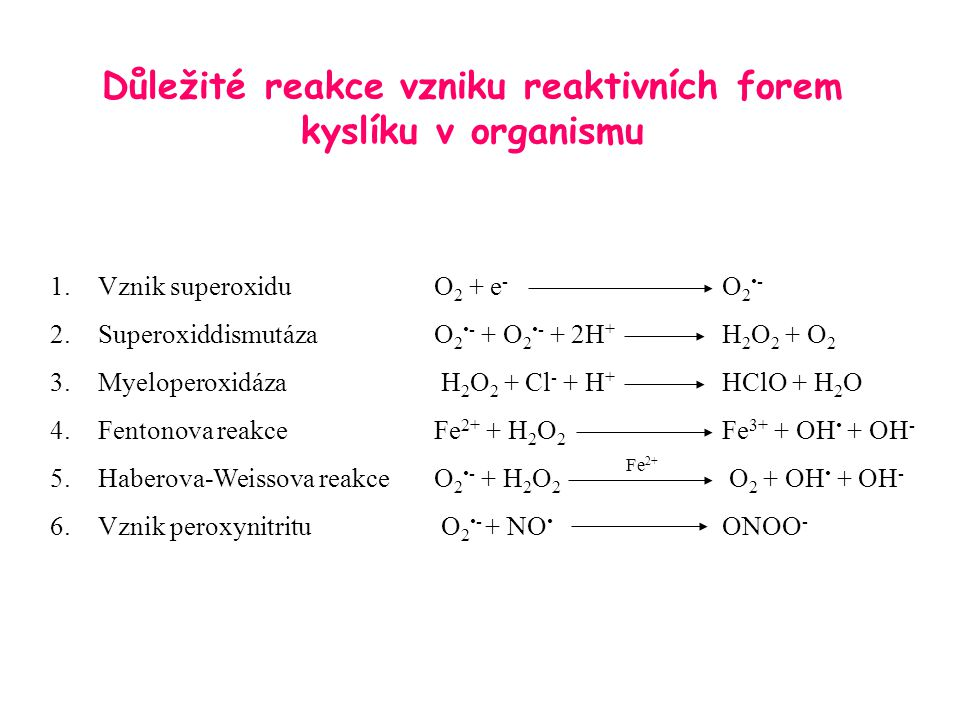 Důležité reakce vzniku reaktivních forem
kyslíku v organismu
1. Vznik superoxidu O₂ + e⁻ ⟶ O₂•⁻
2. Superoxiddismutáza O₂•⁻ + O₂•⁻ + 2H⁺ ⟶ H₂O₂ + O₂
3. Myeloperoxidáza H₂O₂ + Cl⁻ + H⁺ ⟶ HClO + H₂O
4. Fentonova reakce Fe²⁺ + H₂O₂ ⟶ Fe³⁺ + OH• + OH⁻
5. Haberova-Weissova reakce O₂•⁻ + H₂O₂ Fe²⁺ ⟶ O₂ + OH• + OH⁻
6. Vznik peroxynitritu O₂•⁻ + NO• ⟶ ONOO⁻